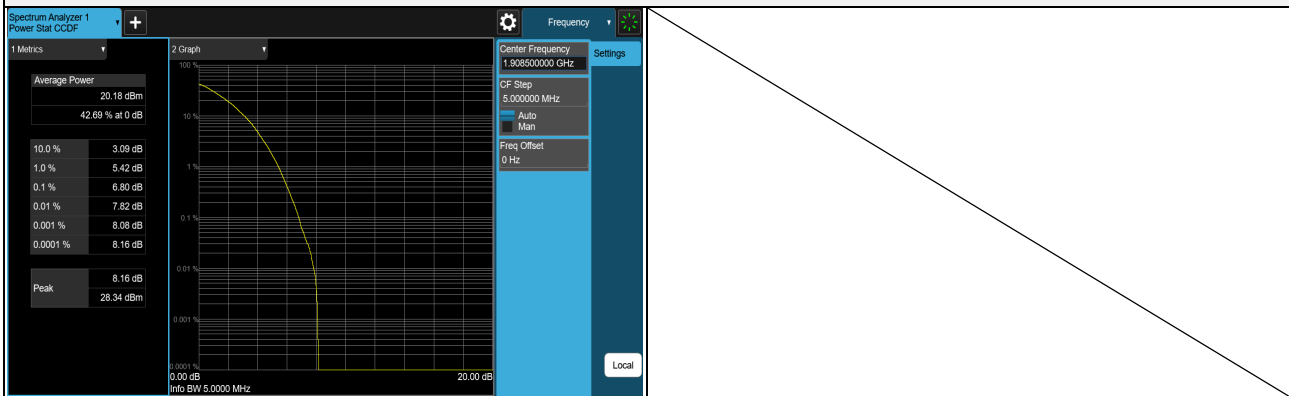 Spectrum Analyzer 1
Power Stat CCDF
+
Frequency
1 Metrics
2 Graph
Average Power
20.18 dBm
42.69 % at 0 dB
10.0 % 3.09 dB
1.0 % 5.42 dB
0.1 % 6.80 dB
0.01 % 7.82 dB
0.001 % 8.08 dB
0.0001 % 8.16 dB
Peak
8.16 dB
28.34 dBm
100 %
10 %
1 %
0.1 %
0.01 %
0.001 %
0.0001 %
0.00 dB 20.00 dB
Info BW 5.0000 MHz
Center Frequency
1.908500000 GHz
CF Step
5.000000 MHz
Auto
Man
Freq Offset
0 Hz
Settings
Local